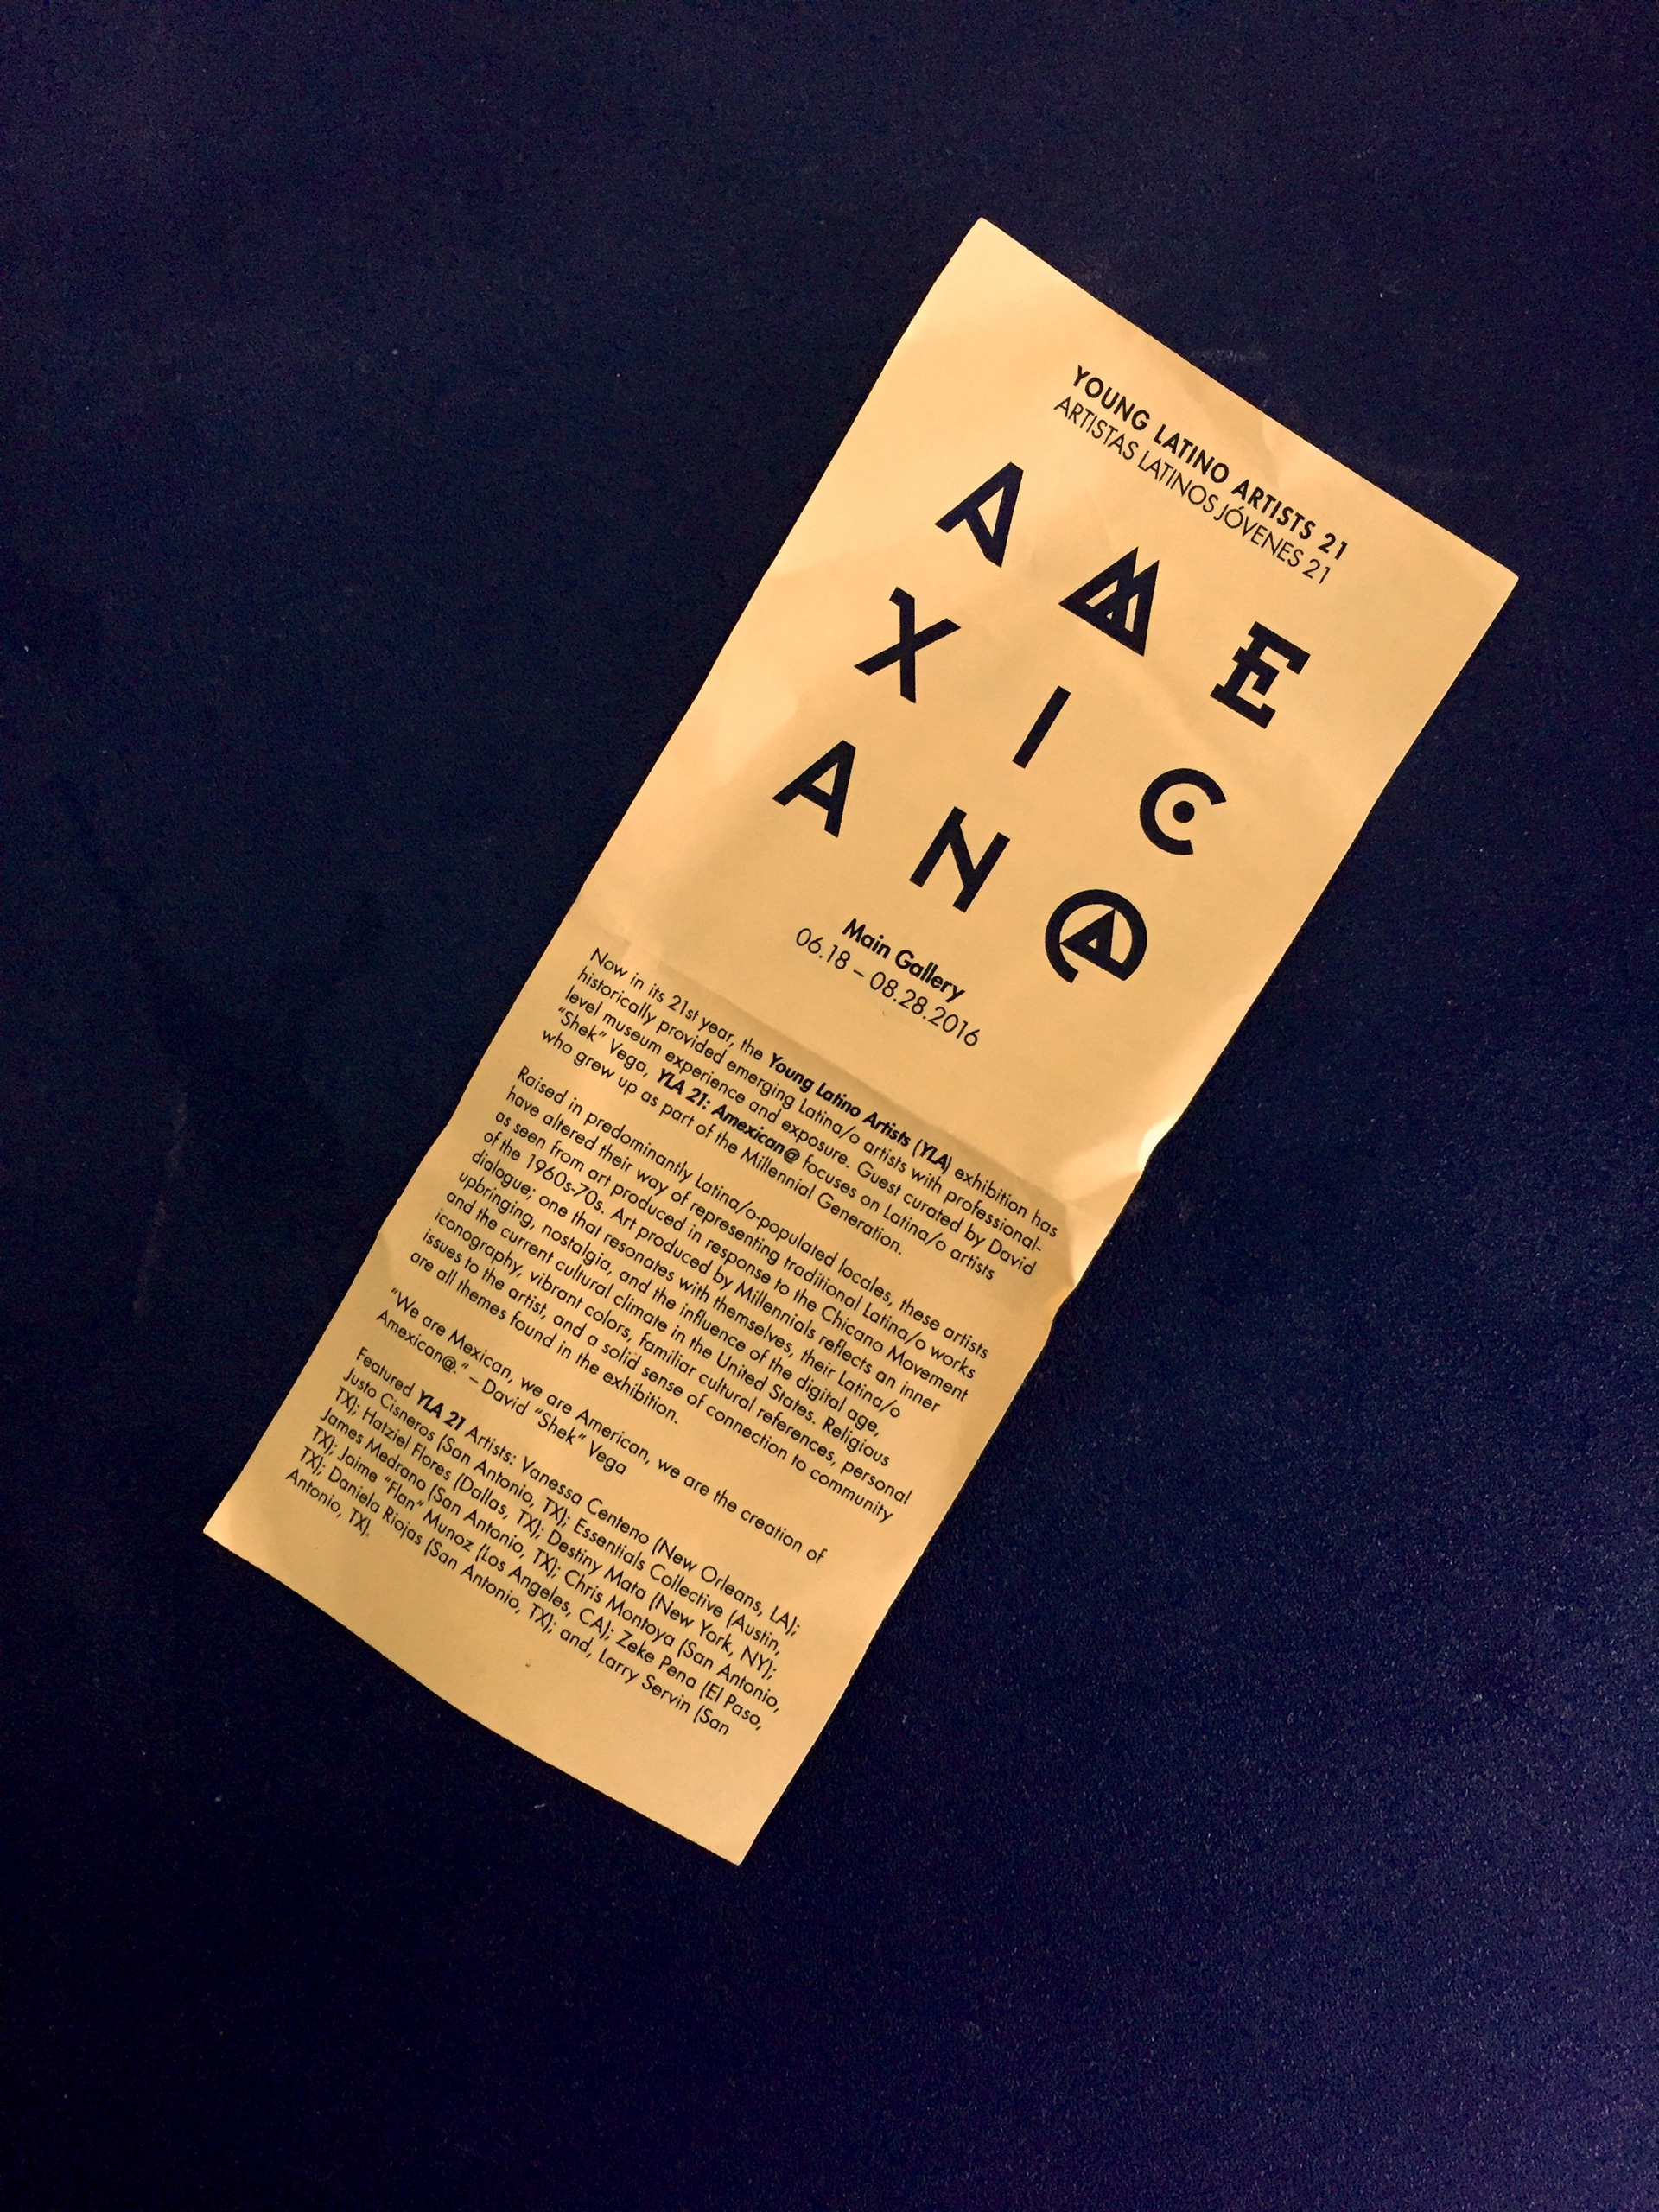 YOUNG LATINO ARTISTS 21
ARTISTAS LATINOS JÓVENES 21
A M E
X I C
A N @
Main Gallery
06.18 – 08.28.2016
Now in its 21st year, the Young Latino Artists (YLA) exhibition has
historically provided emerging Latina/o artists with professional-
level museum experience and exposure. Guest curated by David
“Shek” Vega, YLA 21: Amexican@ focuses on Latina/o artists
who grew up as part of the Millennial Generation.
Raised in predominantly Latina/o-populated locales, these artists
have altered their way of representing traditional Latina/o works
as seen from art produced in response to the Chicano Movement
of the 1960s-70s. Art produced by Millennials reflects an inner
dialogue; one that resonates with themselves, their Latina/o
upbringing, nostalgia, and the influence of the digital age,
and the current cultural climate in the United States. Religious
iconography, vibrant colors, familiar cultural references, personal
issues to the artist, and a solid sense of connection to community
are all themes found in the exhibition.
“We are Mexican, we are American, we are the creation of
Amexican@.” – David “Shek” Vega
Featured YLA 21 Artists: Vanessa Centeno (New Orleans, LA);
Justo Cisneros (San Antonio, TX); Essentials Collective (Austin,
TX); Hatziel Flores (Dallas, TX); Destiny Mata (New York, NY);
James Medrano (San Antonio, TX); Chris Montoya (San Antonio,
TX); Jaime “Flan” Munoz (Los Angeles, CA); Zeke Pena (El Paso,
TX); Daniela Riojas (San Antonio, TX); and, Larry Servin (San
Antonio, TX).